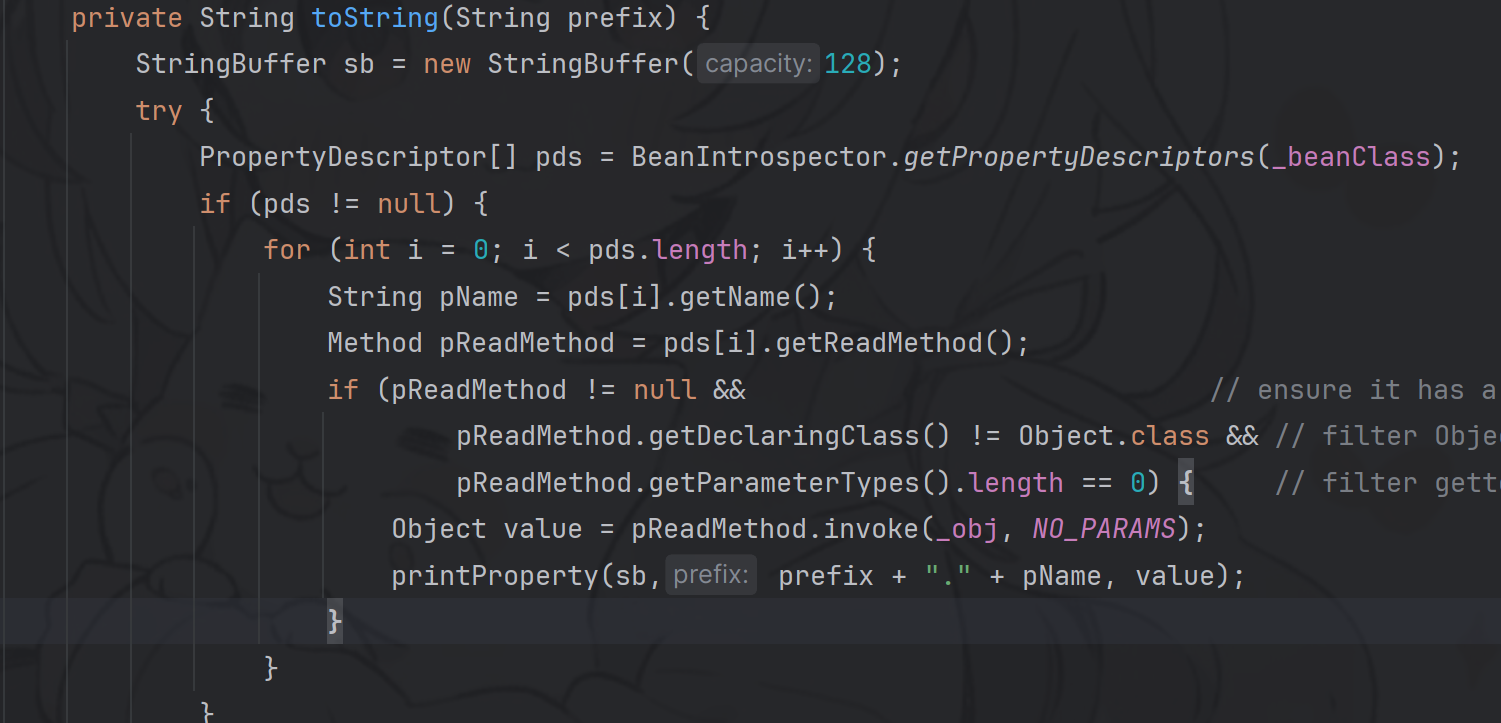 private String toString(String prefix) {
StringBuffer sb = new StringBuffer( capacity: 128);
try {
PropertyDescriptor[] pds = BeanIntrospector.getPropertyDescriptors(_beanClass);
if (pds != null) {
for (int i = 0; i < pds.length; i++) {
String pName = pds[i].getName();
Method pReadMethod = pds[i].getReadMethod();
if (pReadMethod != null && // ensure it has a
pReadMethod.getDeclaringClass() != Object.class && // filter
pReadMethod.getParameterTypes().length == 0) { // filter
Object value = pReadMethod.invoke(_obj, NO_PARAMS);
printProperty(sb, prefix: prefix + "." + pName, value);
}
}
}